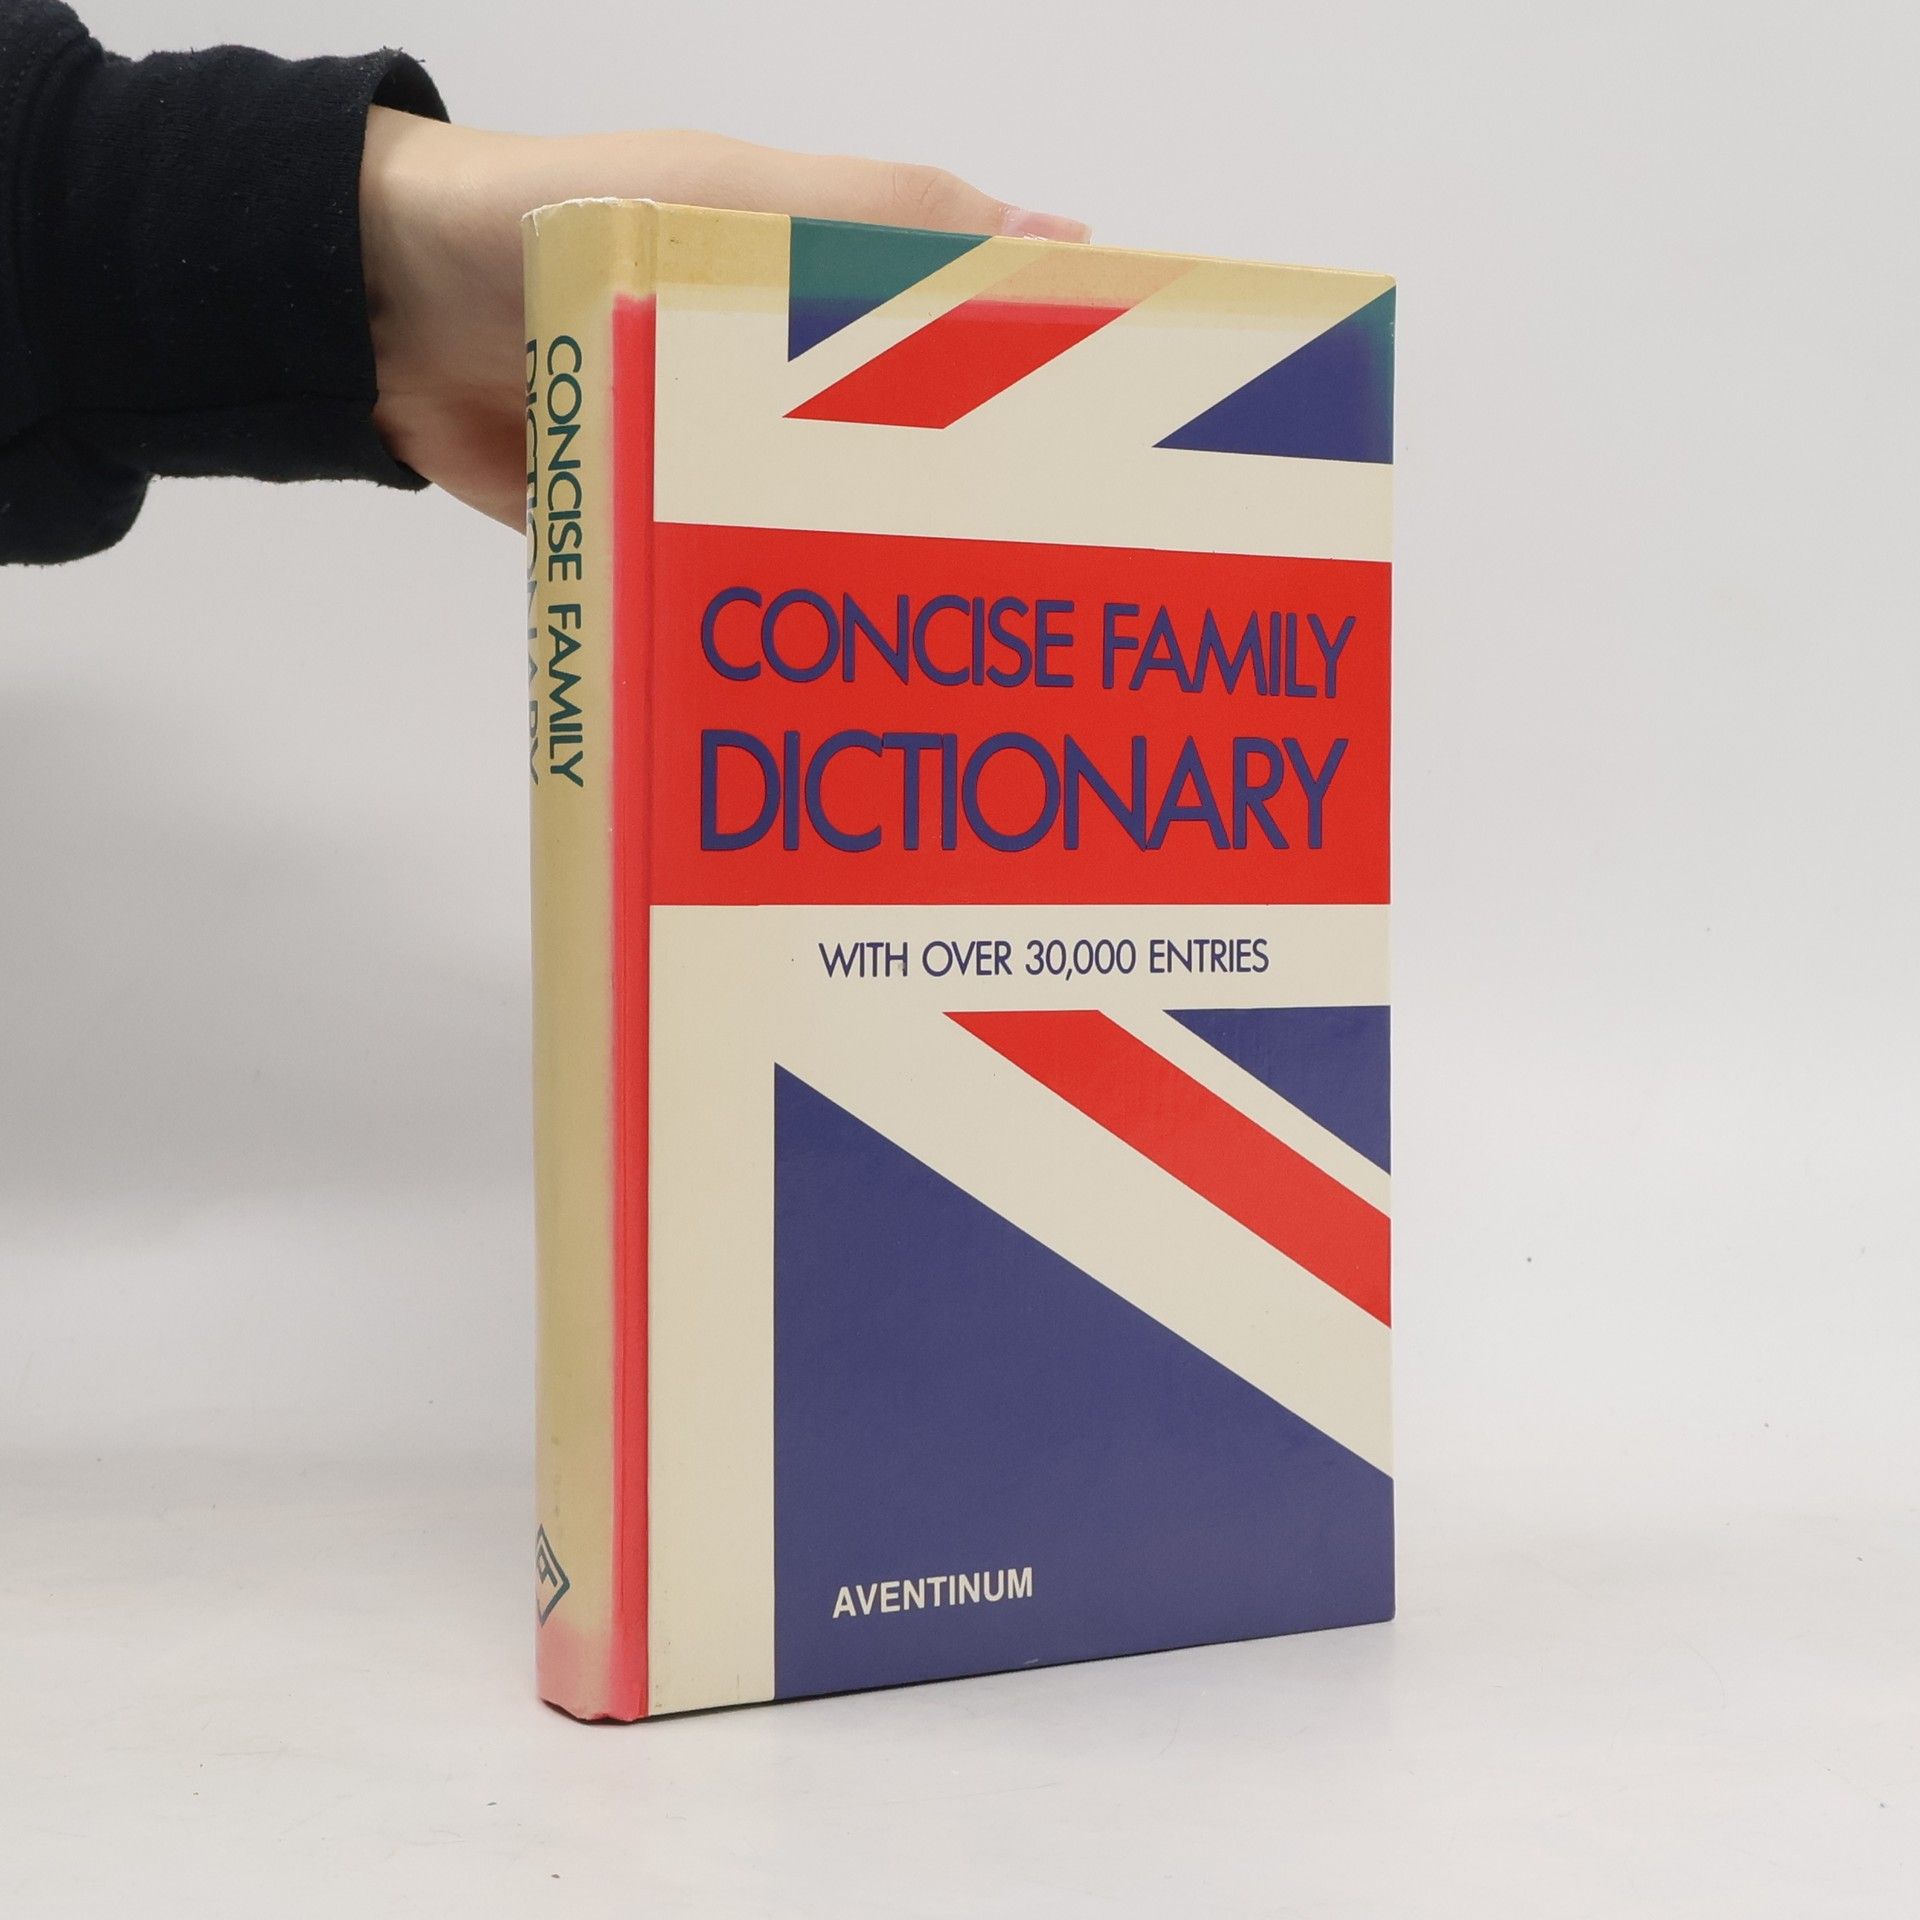 CONCISE FAMILY
DICTIONARY
CONCISE FAMILY
DICTIONARY
WITH OVER 30,000 ENTRIES
AVENTINUM